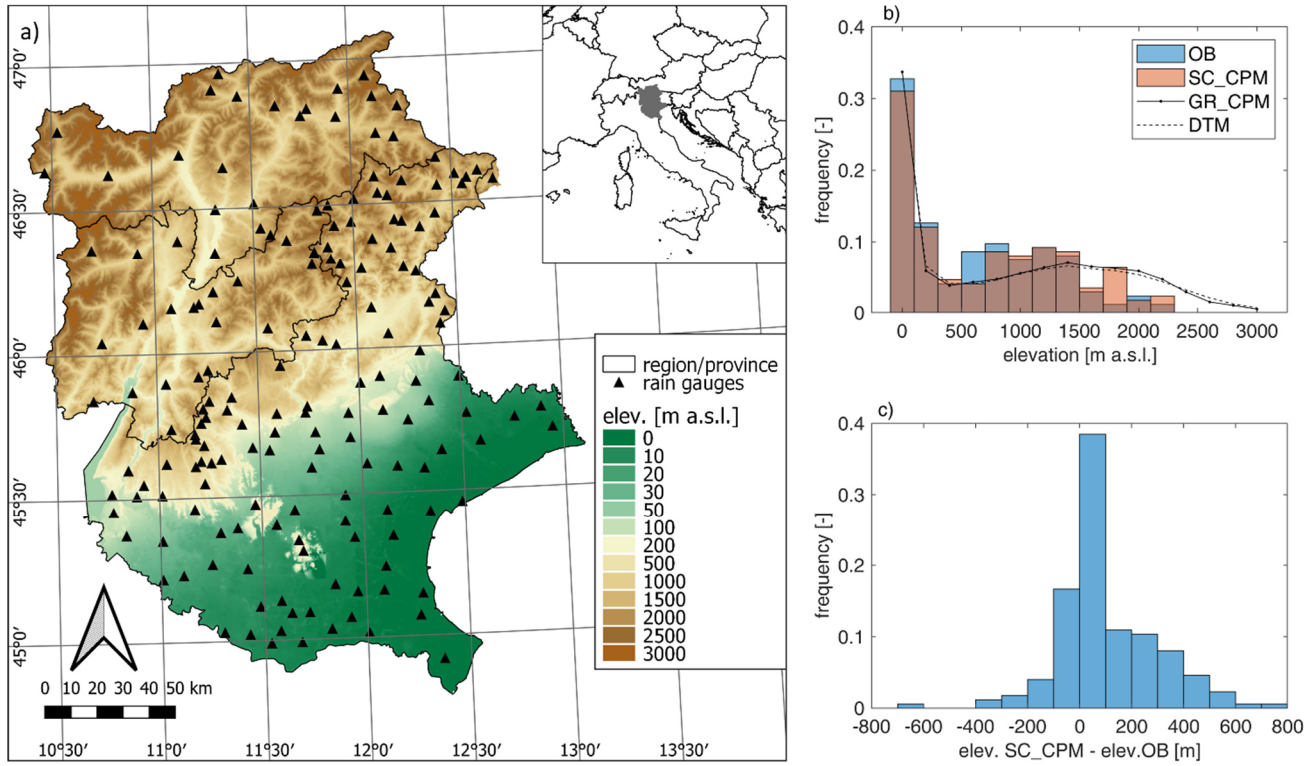 a)
47°0'
46°30'
46°0'
45°30'
45°0'
10°30'
11°0'
11°30'
12°0'
12°30'
13°0'
13°30'
0 10 20 30 40 50 km
region/province
rain gauges
elev. [m a.s.l.]
0
10
20
30
50
100
200
500
1000
1500
2000
2500
3000
b)
0.4
0.3
0.2
0.1
0
frequency [-]
OB
SC_CPM
GR_CPM
DTM
0 500 1000 1500 2000 2500 3000
elevation [m a.s.l.]
c)
0.4
0.3
0.2
0.1
0
frequency [-]
-800 -600 -400 -200 0 200 400 600 800
elev. SC_CPM - elev.OB [m]